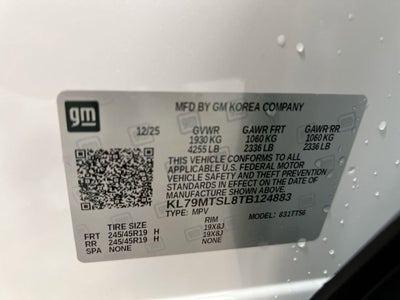 gm
MFD BY GM KOREA COMPANY
12/25 GVWR GAWR FRT GAWR RR
1930 KG 1060 KG 1060 KG
4255 LB 2336 LB 2336 LB
THIS VEHICLE CONFORMS TO ALL
APPLICABLE U.S. FEDERAL MOTOR
VEHICLE SAFETY AND THEFT PREVENTION
STANDARDS IN EFFECT ON THE DATE OF
MANUFACTURE SHOWN ABOVE.
KL79MTSL8TB124883
TYPE: MPV MODEL: 831TTS6
TIRE SIZE RIM
FRT 245/45R19 H 19X8J
RR 245/45R19 H 19X8J
SPA NONE NONE